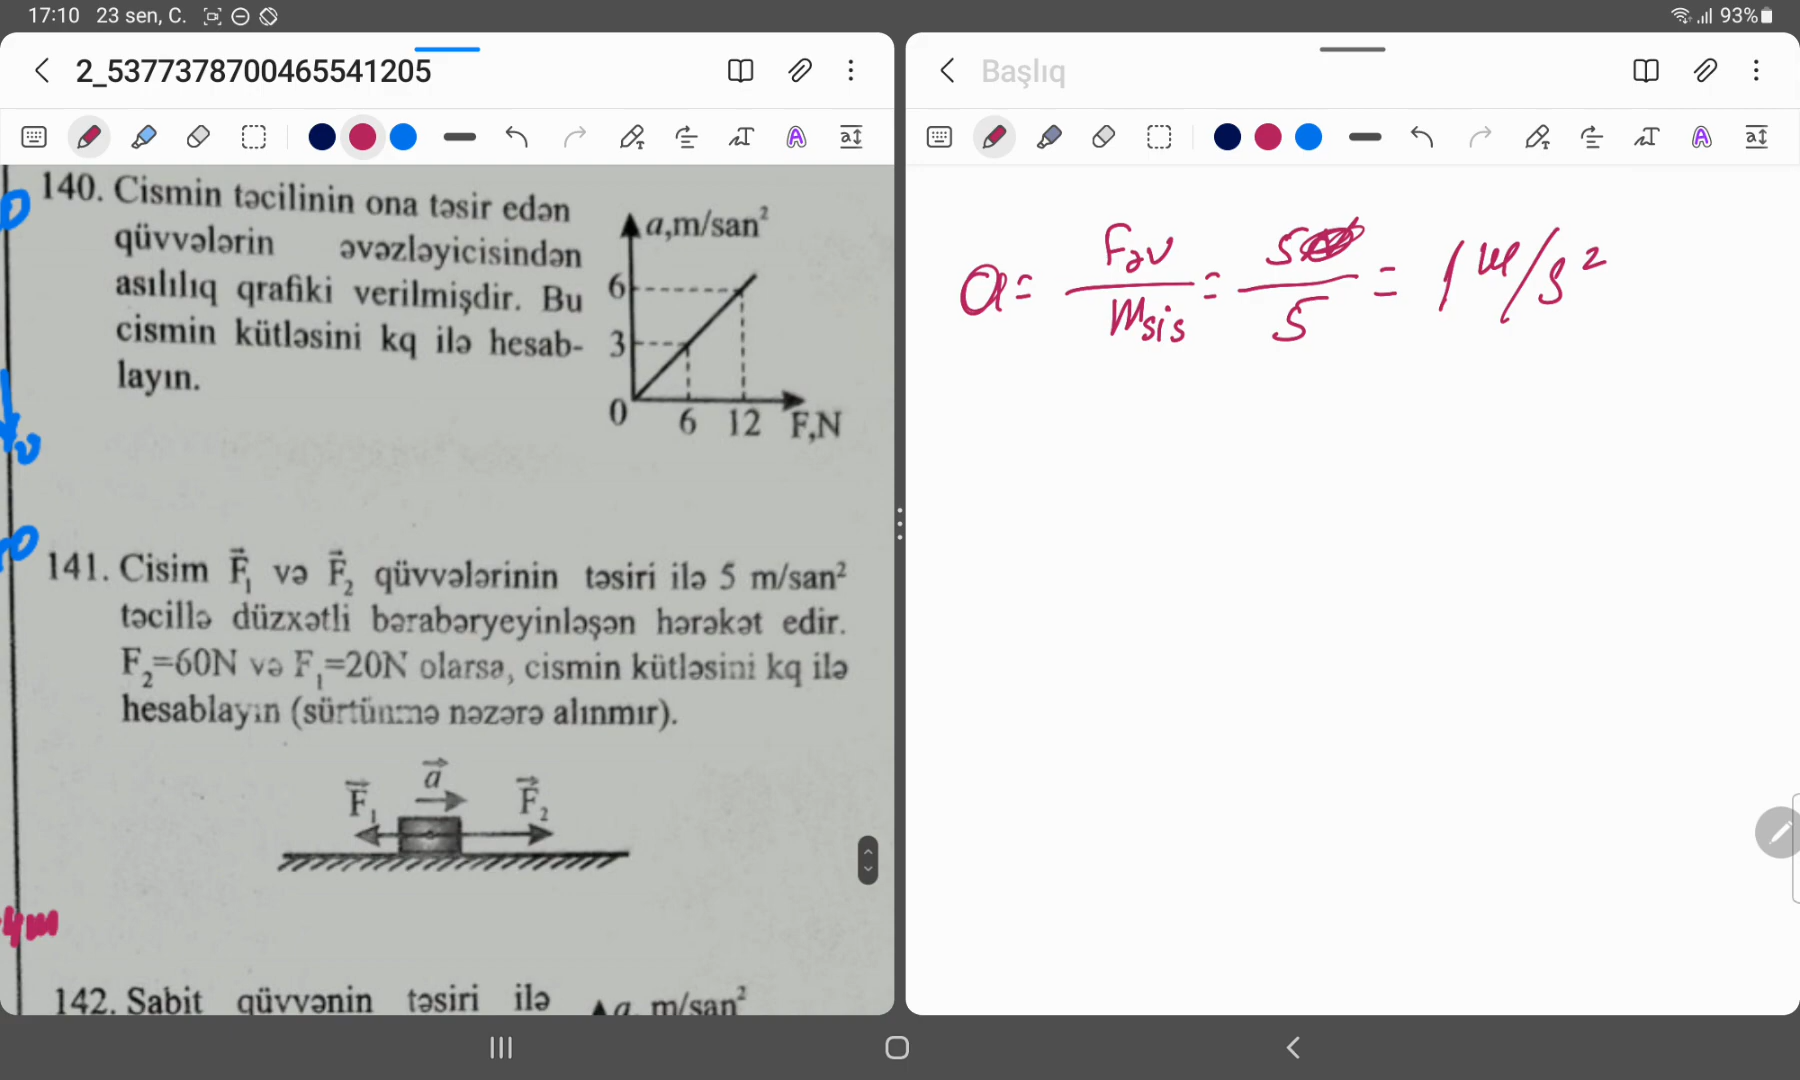 17:10 23 sen, C.
93%
2_5377378700465541205
Başlıq
140. Cismin təcilinin ona təsir edən
qüvvələrin əvəzləyicisindən
asılılıq qrafiki verilmişdir. Bu
cismin kütləsini kq ilə hesab-
layın.
a,m/san²
6
3
0 6 12 F,N
141. Cisim F₁ və F₂ qüvvələrinin təsiri ilə 5 m/san²
təcillə düzxətli bərabəryeyinləşən hərəkət edir.
F₂=60N və F₁=20N olarsa, cismin kütləsini kq ilə
hesablayın (sürtünmə nəzərə alınmır).
F₁ a F₂
4m
142. Sabit qüvvənin təsiri ilə
a, m/san²
a = Fəv / msis = 5 / 5 = 1 m/s²